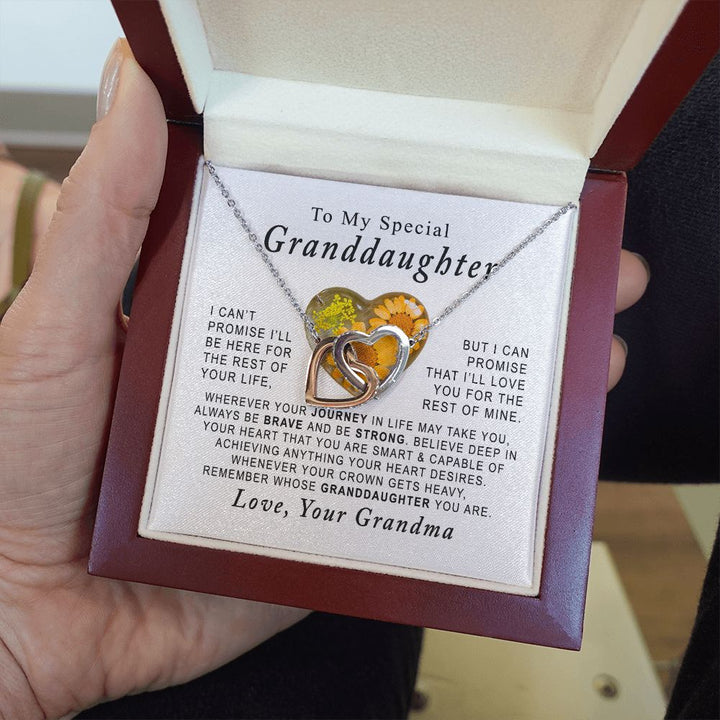 To My Special
Granddaughter
I CAN'T
PROMISE I'LL
BE HERE FOR
THE REST OF
YOUR LIFE,
BUT I CAN
PROMISE
THAT I'LL LOVE
YOU FOR THE
REST OF MINE.
WHEREVER YOUR JOURNEY IN LIFE MAY TAKE YOU,
ALWAYS BE BRAVE AND BE STRONG. BELIEVE DEEP IN
YOUR HEART THAT YOU ARE SMART & CAPABLE OF
ACHIEVING ANYTHING YOUR HEART DESIRES.
WHENEVER YOUR CROWN GETS HEAVY,
REMEMBER WHOSE GRANDDAUGHTER YOU ARE.
Love, Your Grandma